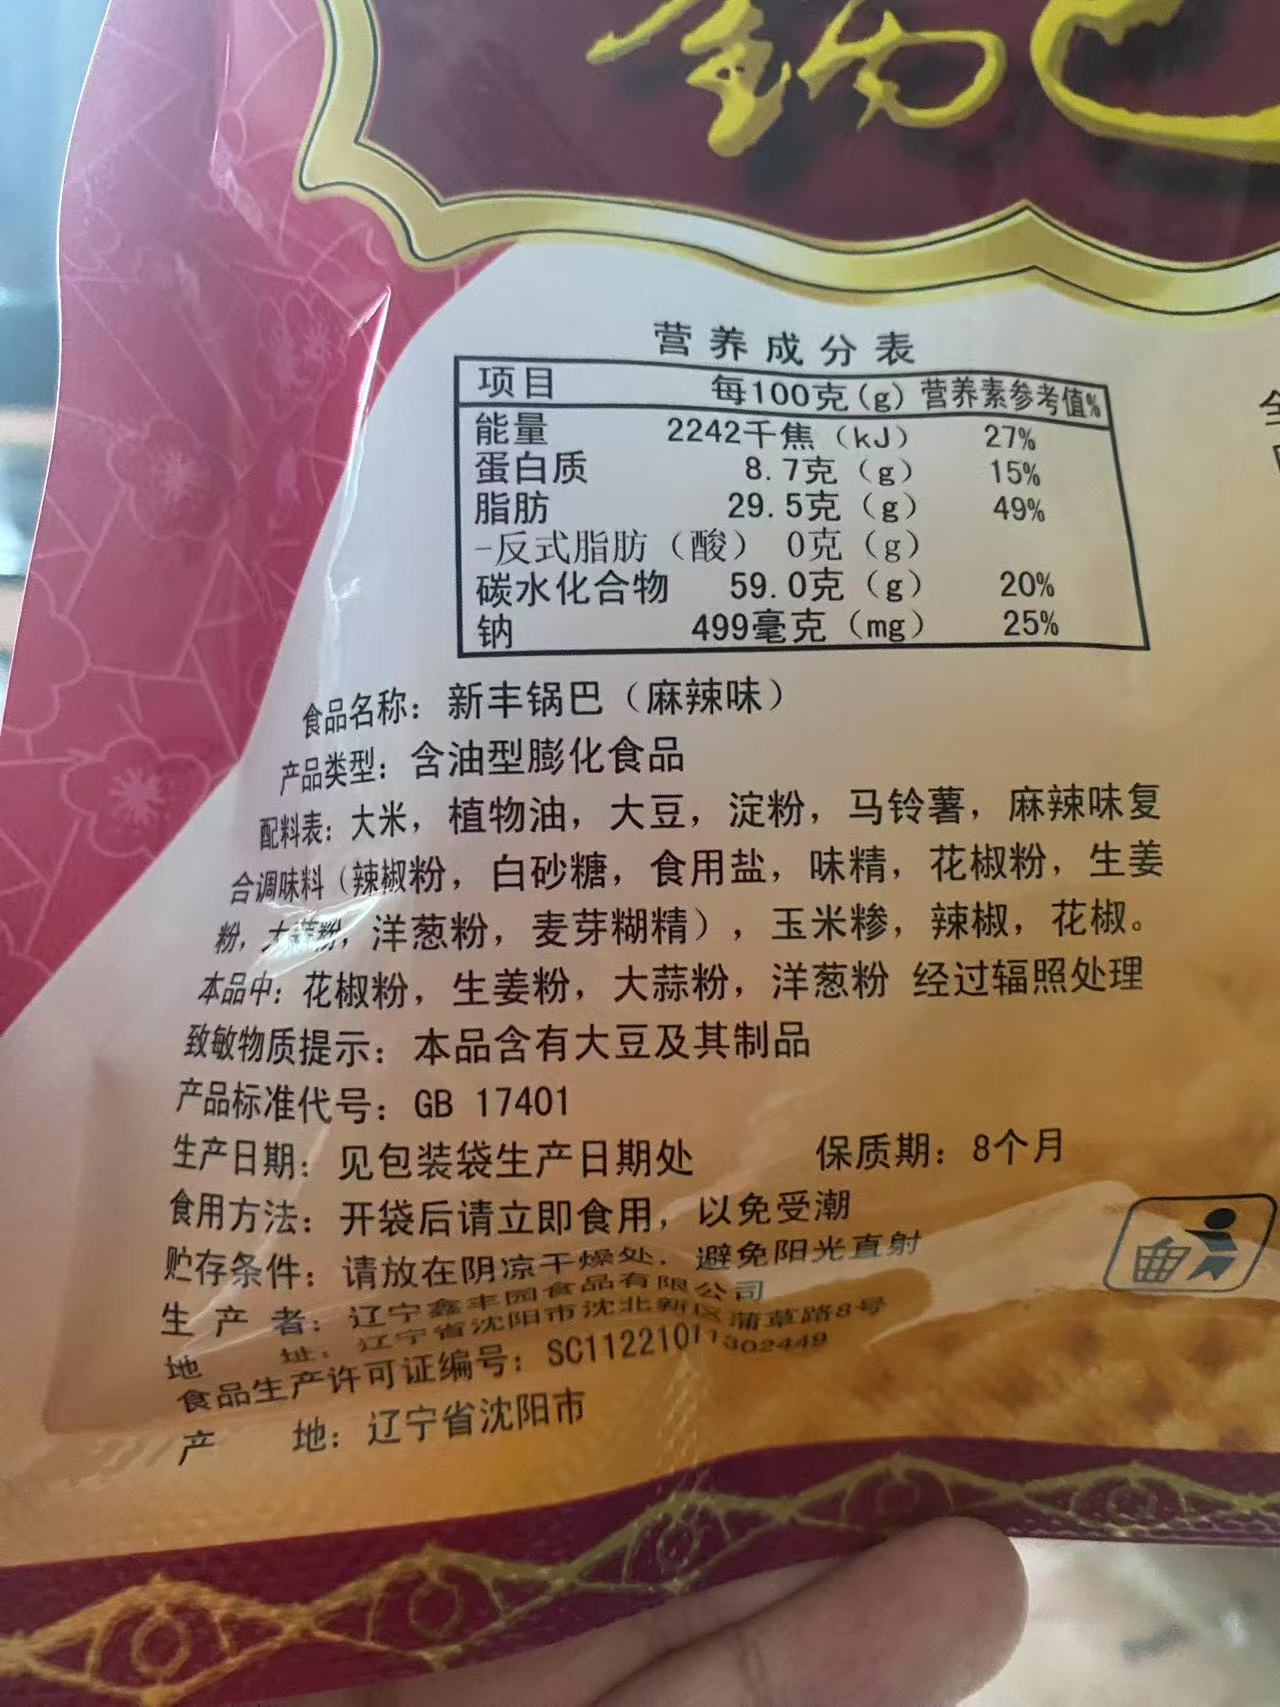 锅巴
营养成分表
项目 每100克(g) 营养素参考值%
能量 2242千焦（kJ） 27%
蛋白质 8.7克（g） 15%
脂肪 29.5克（g） 49%
-反式脂肪（酸） 0克（g）
碳水化合物 59.0克（g） 20%
钠 499毫克（mg） 25%
食品名称：新丰锅巴（麻辣味）
产品类型：含油型膨化食品
配料表：大米，植物油，大豆，淀粉，马铃薯，麻辣味复
合调味料（辣椒粉，白砂糖，食用盐，味精，花椒粉，生姜
粉，大蒜粉，洋葱粉，麦芽糊精），玉米糁，辣椒，花椒。
本品中：花椒粉，生姜粉，大蒜粉，洋葱粉 经过辐照处理
致敏物质提示：本品含有大豆及其制品
产品标准代号：GB 17401
生产日期：见包装袋生产日期处 保质期：8个月
食用方法：开袋后请立即食用，以免受潮
贮存条件：请放在阴凉干燥处，避免阳光直射
生产者：辽宁鑫丰园食品有限公司
地址：辽宁省沈阳市沈北新区蒲草路8号
食品生产许可证编号：SC11221011302449
产地：辽宁省沈阳市